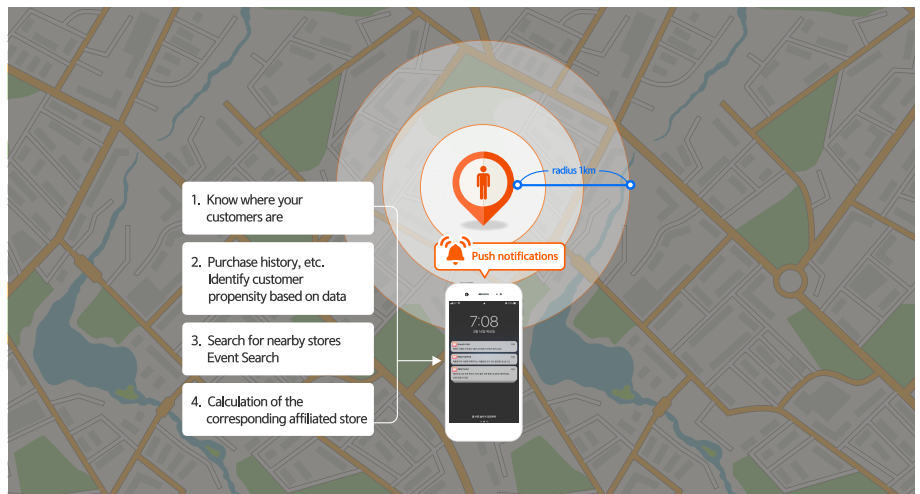 radius 1km
1. Know where your
customers are
Push notifications
2. Purchase history, etc.
Identify customer
propensity based on data
3. Search for nearby stores
Event Search
4. Calculation of the
corresponding affiliated store
7:08